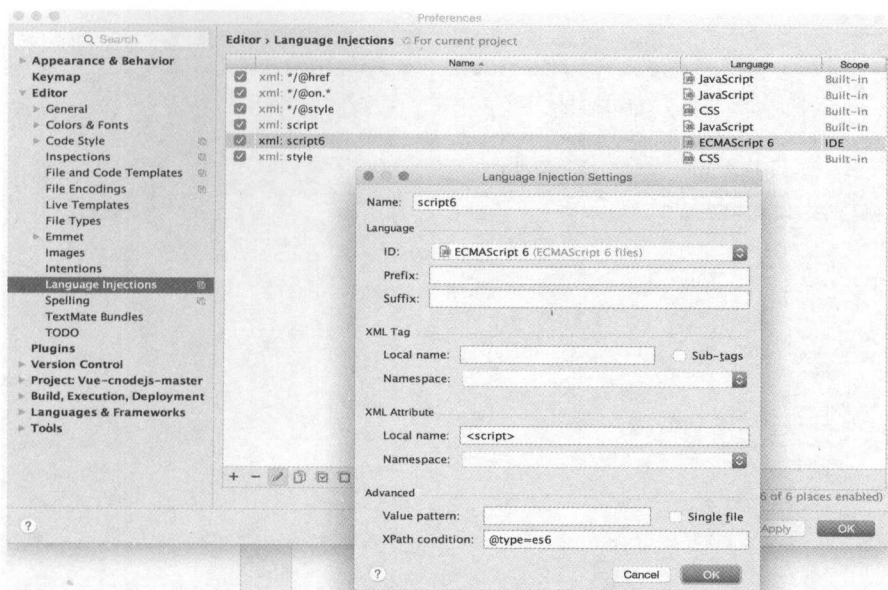 Preferences
Search
Editor › Language Injections For current project
Appearance & Behavior
Keymap
Editor
General
Colors & Fonts
Code Style
Inspections
File and Code Templates
File Encodings
Live Templates
File Types
Emmet
Images
Intentions
Language Injections
Spelling
TextMate Bundles
TODO
Plugins
Version Control
Project: Vue-cnodejs-master
Build, Execution, Deployment
Languages & Frameworks
Tools
Name Language Scope
xml: */@href JavaScript Built-in
xml: */@on.* JavaScript Built-in
xml: */@style CSS Built-in
xml: script JavaScript Built-in
xml: script6 ECMAScript 6 IDE
xml: style CSS Built-in
Language Injection Settings
Name: script6
Language
ID: ECMAScript 6 (ECMAScript 6 files)
Prefix:
Suffix:
XML Tag
Local name: Sub-tags
Namespace:
XML Attribute
Local name: <script>
Namespace:
Advanced
Value pattern: Single file
XPath condition: @type=es6
? Cancel OK
6 of 6 places enabled)
? Apply OK